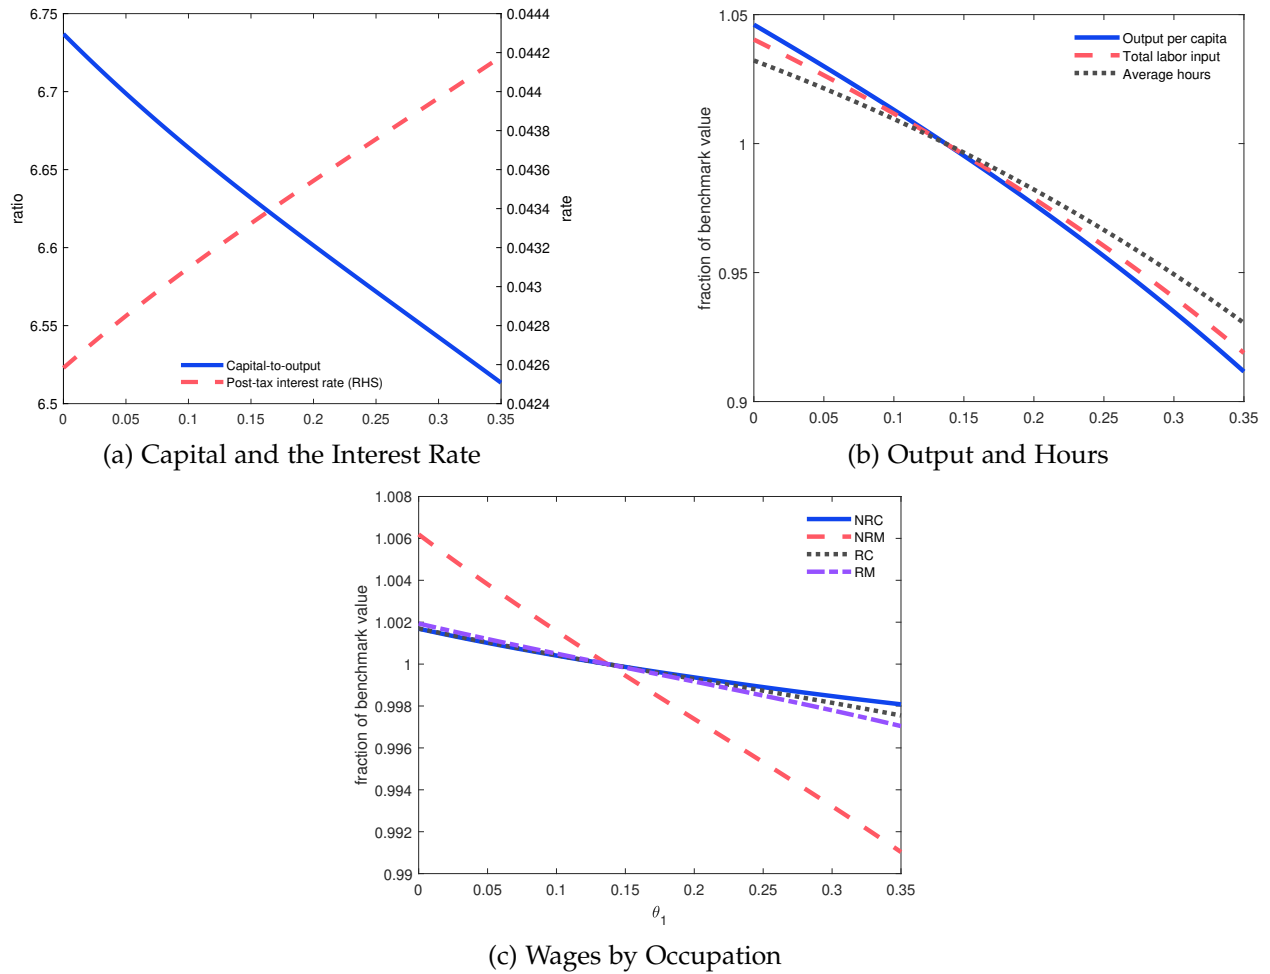 6.75
6.7
6.65
6.6
6.55
6.5
ratio
0.0444
0.0442
0.044
0.0438
0.0436
0.0434
0.0432
0.043
0.0428
0.0426
0.0424
rate
Capital-to-output
Post-tax interest rate (RHS)
0 0.05 0.1 0.15 0.2 0.25 0.3 0.35
(a) Capital and the Interest Rate
1.05
1
0.95
0.9
fraction of benchmark value
Output per capita
Total labor input
Average hours
0 0.05 0.1 0.15 0.2 0.25 0.3 0.35
(b) Output and Hours
1.008
1.006
1.004
1.002
1
0.998
0.996
0.994
0.992
0.99
fraction of benchmark value
NRC
NRM
RC
RM
0 0.05 0.1 0.15 0.2 0.25 0.3 0.35
θ1
(c) Wages by Occupation